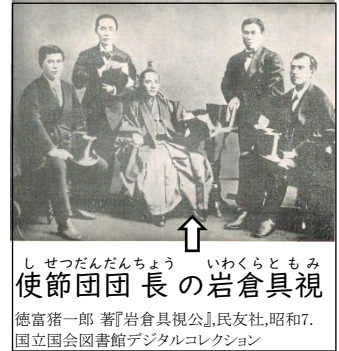 しせつだんだんちょう　いわくらともみ
使節団団長の岩倉具視
徳富猪一郎 著『岩倉具視公』,民友社,昭和7.
国立国会図書館デジタルコレクション